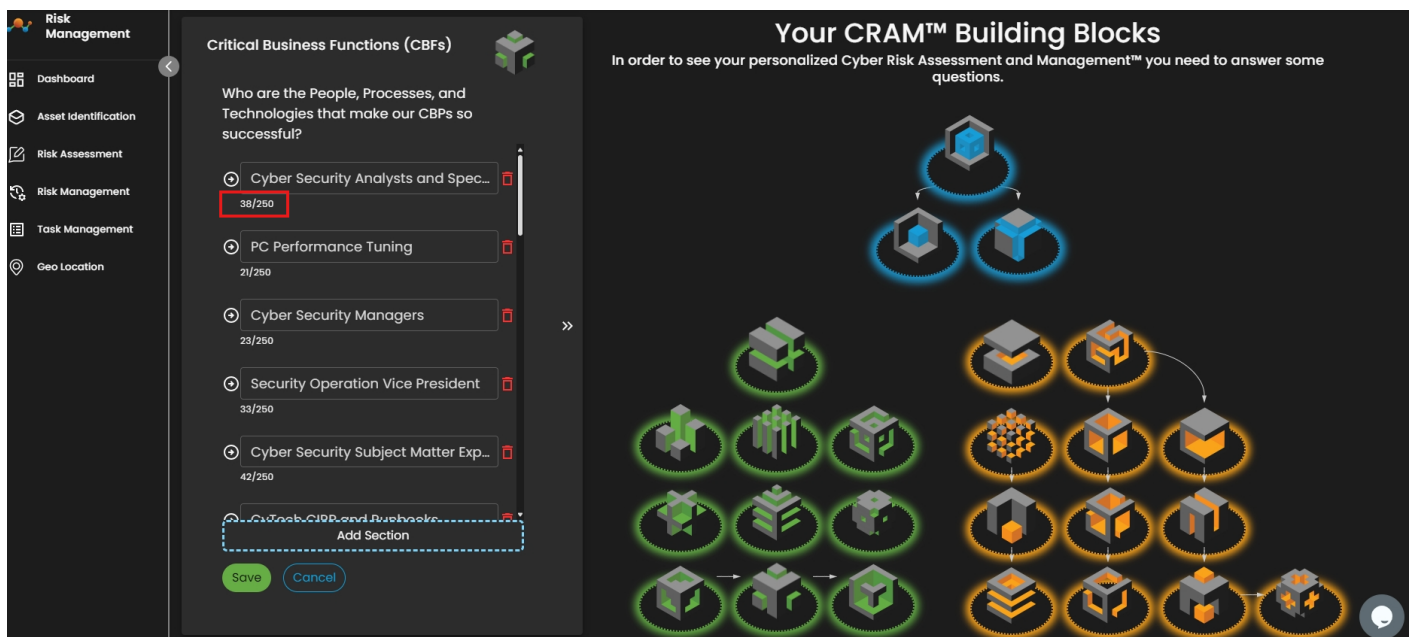 Risk
Management
Dashboard
Asset Identification
Risk Assessment
Risk Management
Task Management
Geo Location
Critical Business Functions (CBFs)
Who are the People, Processes, and
Technologies that make our CBPs so
successful?
Cyber Security Analysts and Spec...
38/250
PC Performance Tuning
21/250
Cyber Security Managers
23/250
Security Operation Vice President
33/250
Cyber Security Subject Matter Exp...
42/250
CyTech CIRP and Runbooks
Add Section
Save
Cancel
Your CRAM™ Building Blocks
In order to see your personalized Cyber Risk Assessment and Management™ you need to answer some
questions.